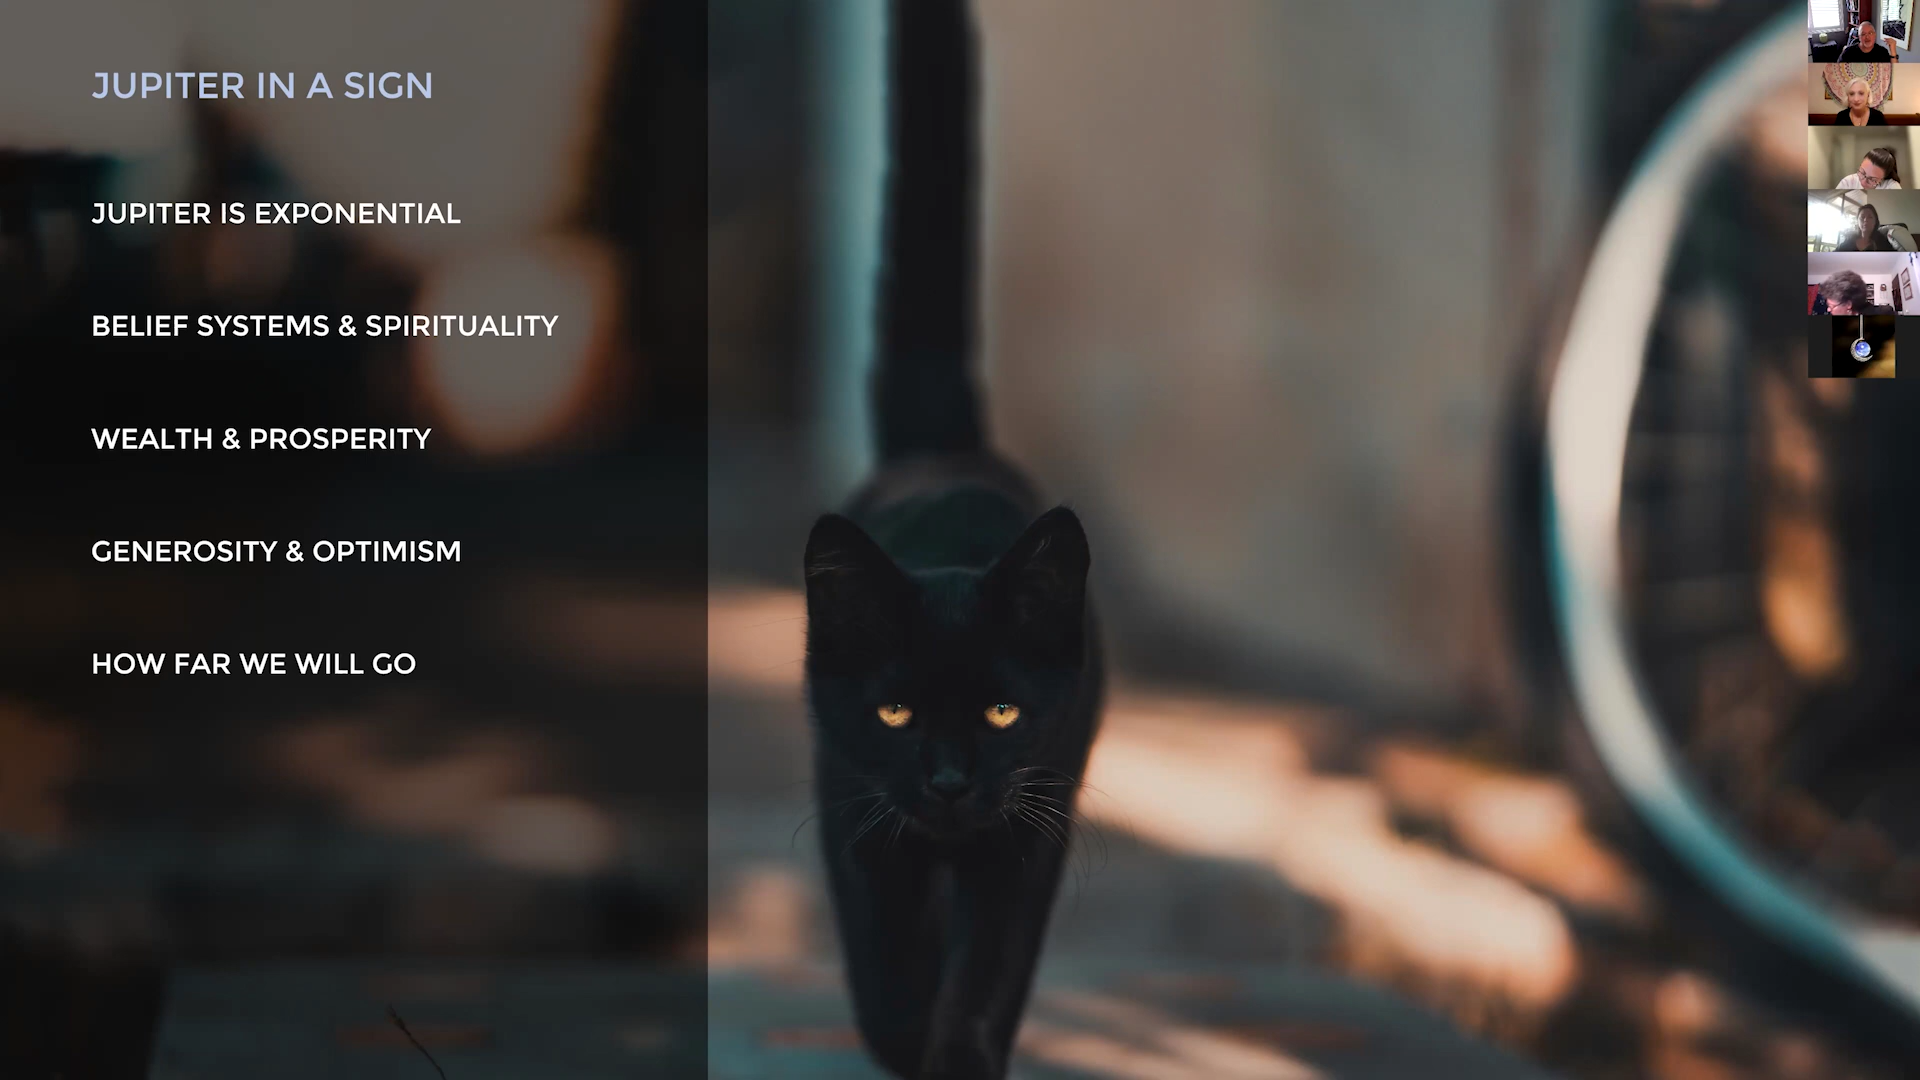 JUPITER IN A SIGN
JUPITER IS EXPONENTIAL
BELIEF SYSTEMS & SPIRITUALITY
WEALTH & PROSPERITY
GENEROSITY & OPTIMISM
HOW FAR WE WILL GO